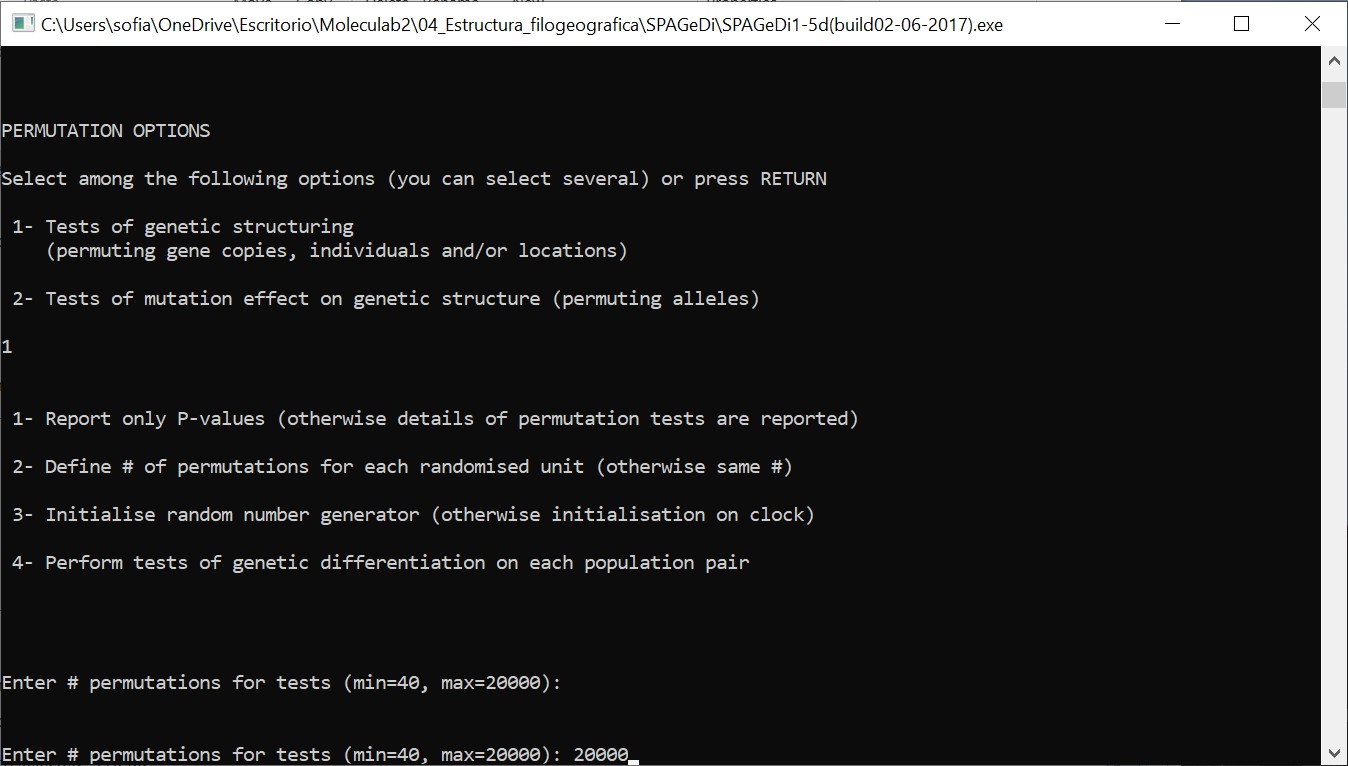 C:\Users\sofia\OneDrive\Escritorio\Moleculab2\04_Estructura_filogeografica\SPAGeDi\SPAGeDi1-5d(build02-06-2017).exe
PERMUTATION OPTIONS
Select among the following options (you can select several) or press RETURN
1- Tests of genetic structuring
(permuting gene copies, individuals and/or locations)
2- Tests of mutation effect on genetic structure (permuting alleles)
1
1- Report only P-values (otherwise details of permutation tests are reported)
2- Define # of permutations for each randomised unit (otherwise same #)
3- Initialise random number generator (otherwise initialisation on clock)
4- Perform tests of genetic differentiation on each population pair
Enter # permutations for tests (min=40, max=20000):
Enter # permutations for tests (min=40, max=20000): 20000